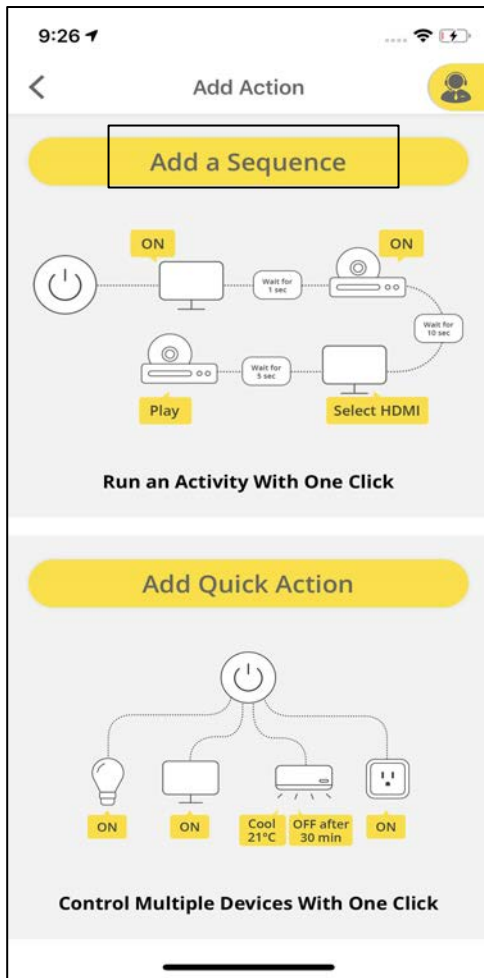 9:26
Add Action
Add a Sequence
ON
ON
Wait for
1 sec
Wait for
10 sec
Wait for
5 sec
Play
Select HDMI
Run an Activity With One Click
Add Quick Action
ON
ON
Cool
21°C
OFF after
30 min
ON
Control Multiple Devices With One Click